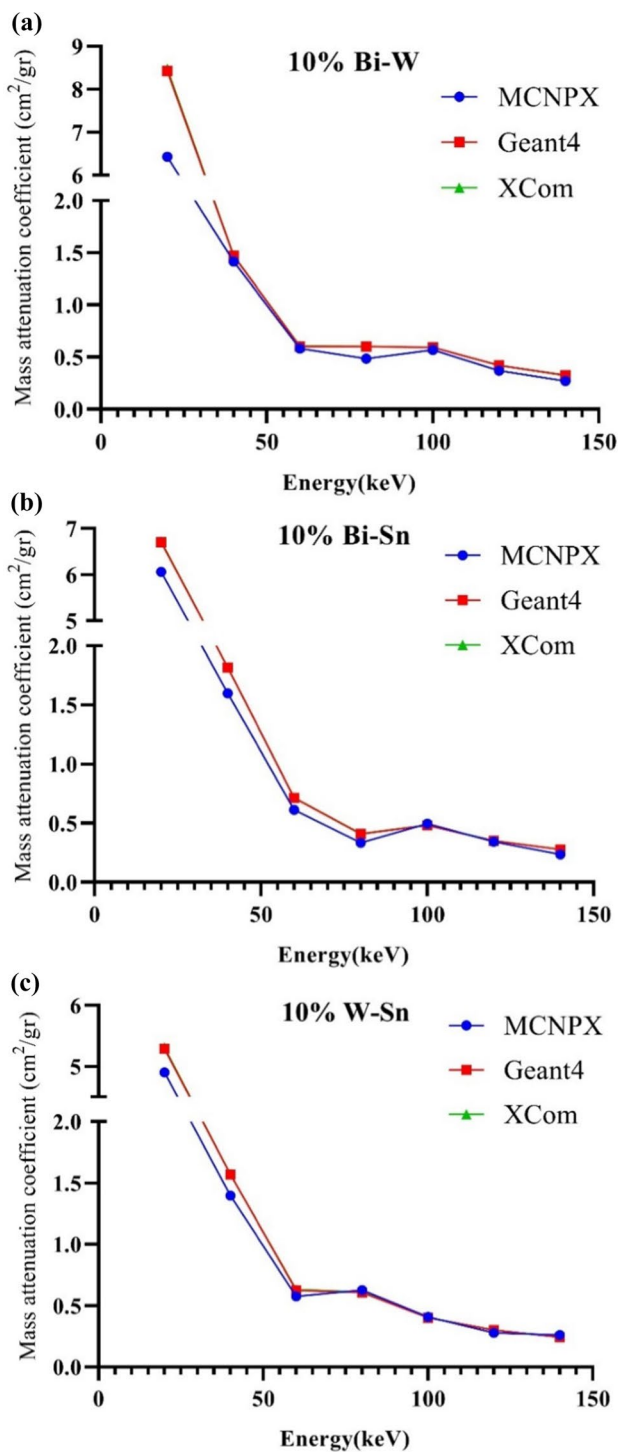 (a)
10% Bi-W
MCNPX
Geant4
XCom
Mass attenuation coefficient (cm²/gr)
9
8
7
6
2.0
1.5
1.0
0.5
0.0
0
50
100
150
Energy(keV)
(b)
10% Bi-Sn
MCNPX
Geant4
XCom
Mass attenuation coefficient (cm²/gr)
7
6
5
2.0
1.5
1.0
0.5
0.0
0
50
100
150
Energy(keV)
(c)
10% W-Sn
MCNPX
Geant4
XCom
Mass attenuation coefficient (cm²/gr)
6
5
2.0
1.5
1.0
0.5
0.0
0
50
100
150
Energy(keV)